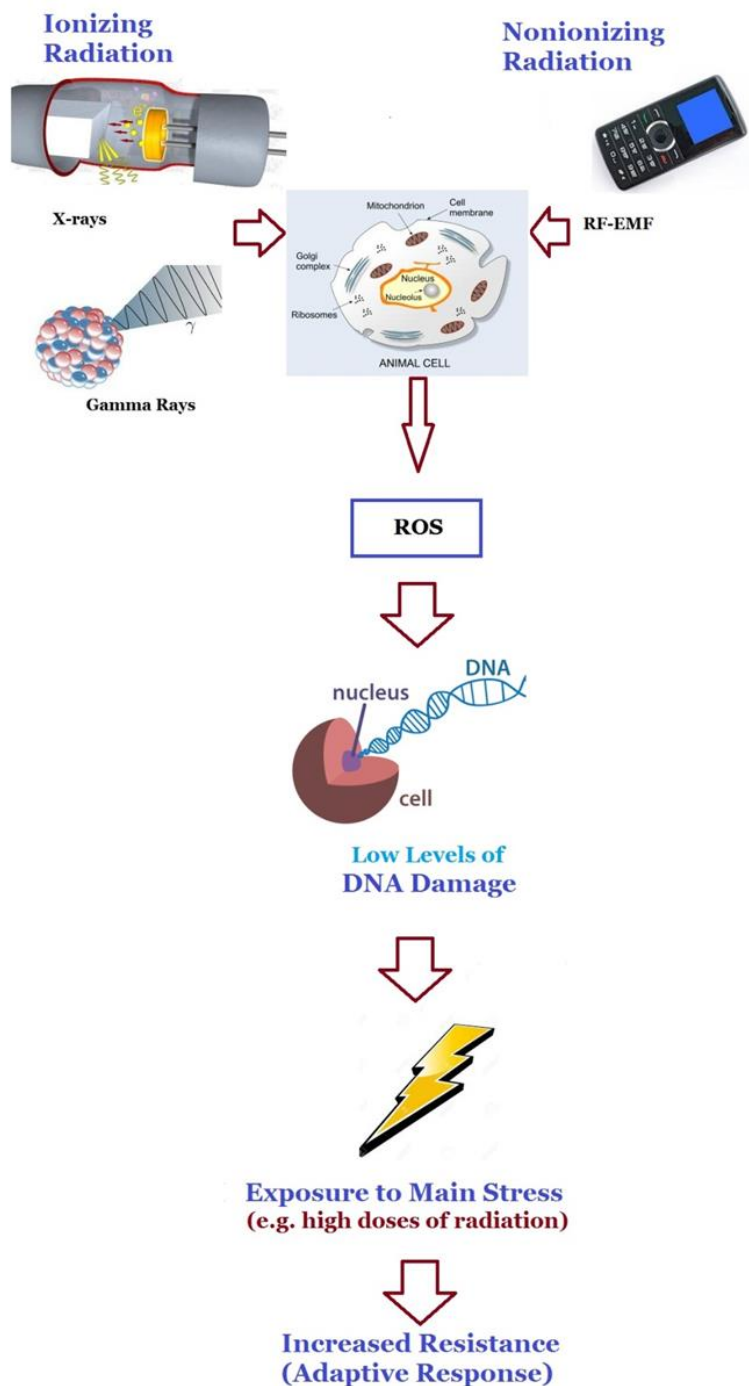 Ionizing
Radiation
Nonionizing
Radiation
X-rays
RF-EMF
γ
Gamma Rays
Mitochondrion
Cell
membrane
Golgi
complex
Nucleus
Nucleolus
Ribosomes
ANIMAL CELL
ROS
DNA
nucleus
cell
Low Levels of
DNA Damage
Exposure to Main Stress
(e.g. high doses of radiation)
Increased Resistance
(Adaptive Response)